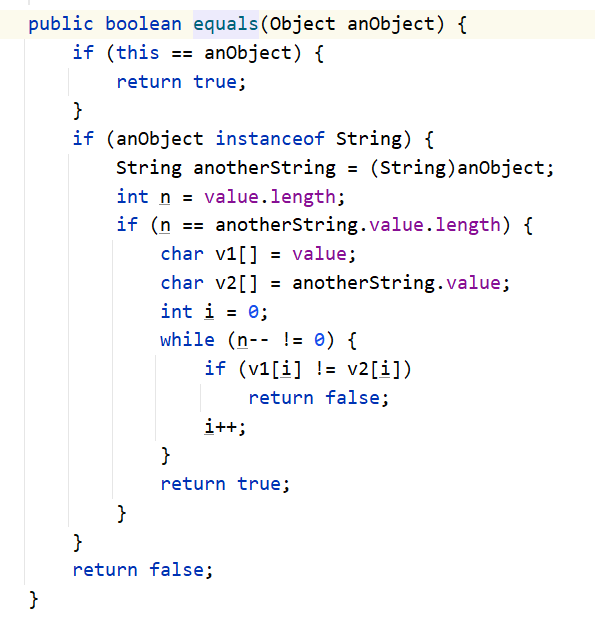 public boolean equals(Object anObject) {
    if (this == anObject) {
        return true;
    }
    if (anObject instanceof String) {
        String anotherString = (String)anObject;
        int n = value.length;
        if (n == anotherString.value.length) {
            char v1[] = value;
            char v2[] = anotherString.value;
            int i = 0;
            while (n-- != 0) {
                if (v1[i] != v2[i])
                    return false;
                i++;
            }
            return true;
        }
    }
    return false;
}